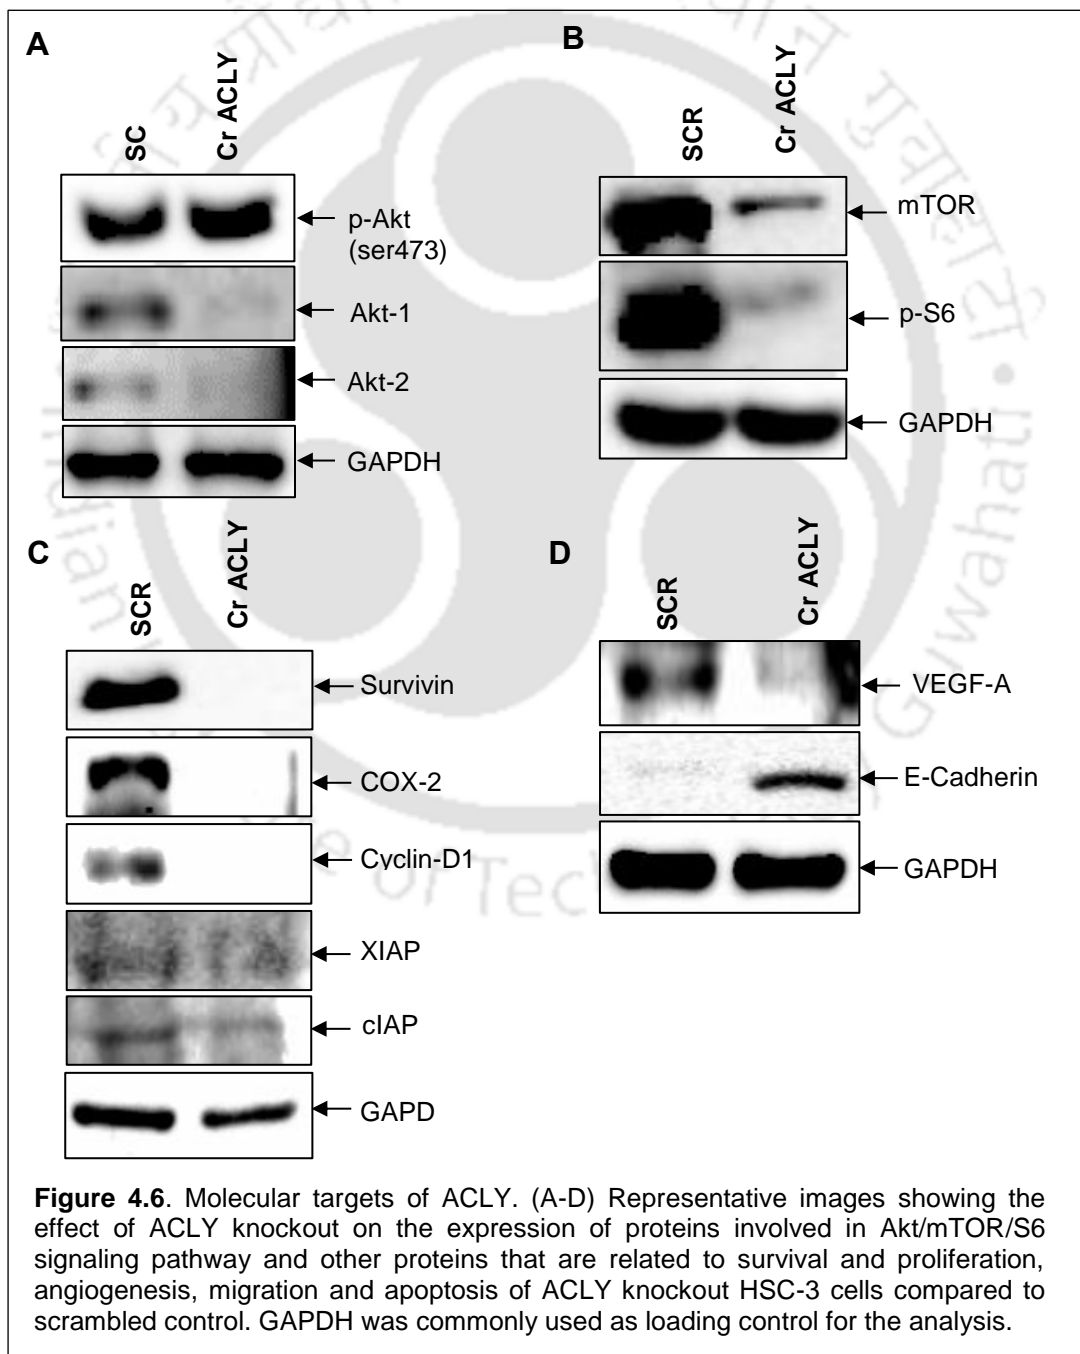 A
SC
Cr ACLY
p-Akt
(ser473)
Akt-1
Akt-2
GAPDH
B
SCR
Cr ACLY
mTOR
p-S6
GAPDH
C
SCR
Cr ACLY
Survivin
COX-2
Cyclin-D1
XIAP
cIAP
GAPD
D
SCR
Cr ACLY
VEGF-A
E-Cadherin
GAPDH
Figure 4.6. Molecular targets of ACLY. (A-D) Representative images showing the
effect of ACLY knockout on the expression of proteins involved in Akt/mTOR/S6
signaling pathway and other proteins that are related to survival and proliferation,
angiogenesis, migration and apoptosis of ACLY knockout HSC-3 cells compared to
scrambled control. GAPDH was commonly used as loading control for the analysis.